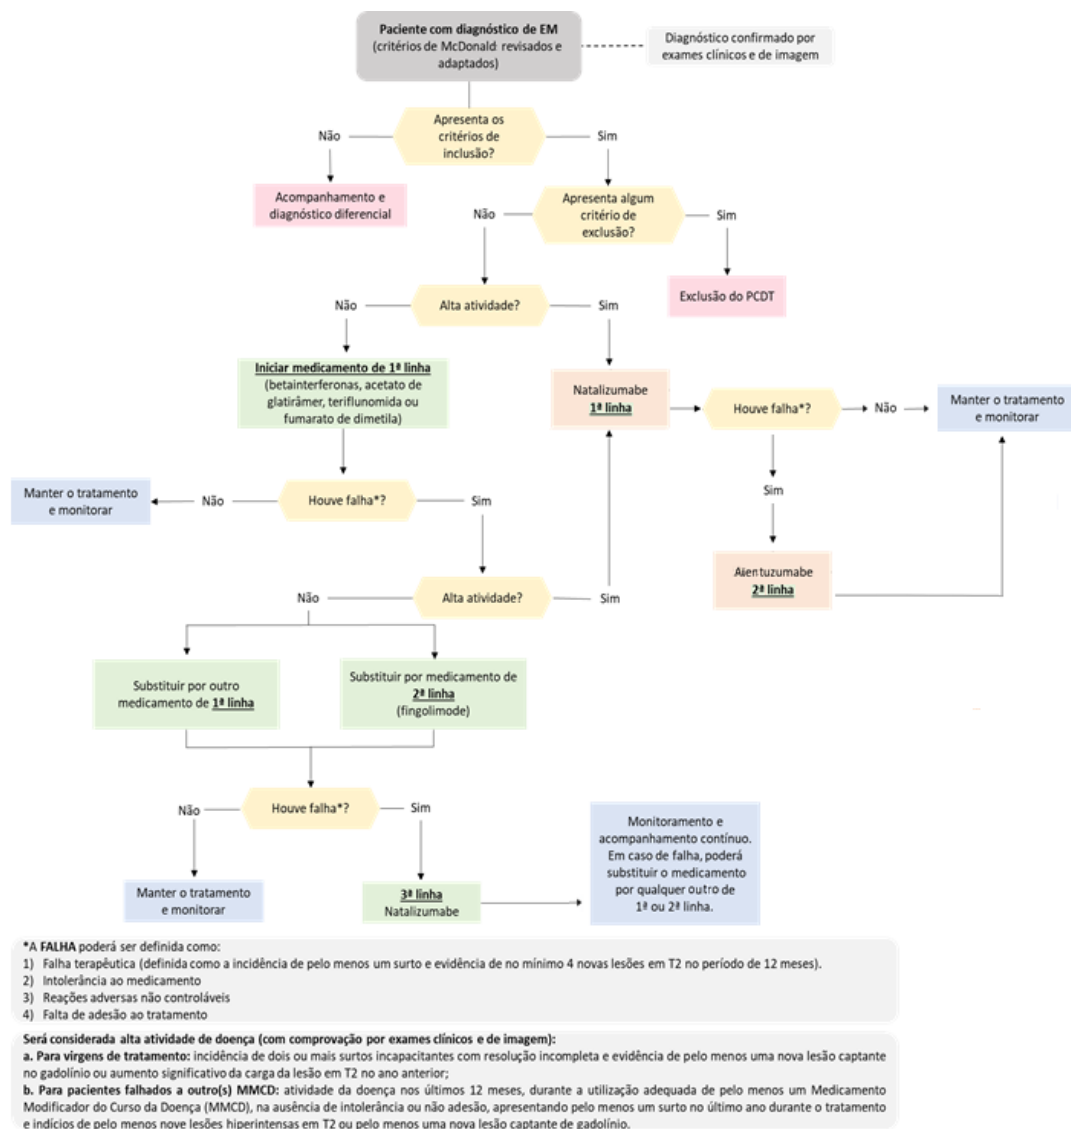 Paciente com diagnóstico de EM
(critérios de McDonald: revisados e
adaptados)
Diagnóstico confirmado por
exames clínicos e de imagem
Apresenta os
critérios de
inclusão?
Não
Sim
Acompanhamento e
diagnóstico diferencial
Apresenta algum
critério de
exclusão?
Não
Sim
Exclusão do PCDT
Alta atividade?
Não
Sim
Iniciar medicamento de 1ª linha
(betainterferonas, acetato de
glatirâmer, teriflunomida ou
fumarato de dimetila)
Natalizumabe
1ª linha
Houve falha*?
Não
Manter o tratamento
e monitorar
Sim
Alentuzumabe
2ª linha
Manter o tratamento
e monitorar
Não
Houve falha*?
Sim
Alta atividade?
Não
Sim
Substituir por outro
medicamento de 1ª linha
Substituir por medicamento de
2ª linha
(fingolimode)
Houve falha*?
Não
Sim
Manter o tratamento
e monitorar
3ª linha
Natalizumabe
Monitoramento e
acompanhamento contínuo.
Em caso de falha, poderá
substituir o medicamento
por qualquer outro de
1ª ou 2ª linha.
*A FALHA poderá ser definida como:
1) Falha terapêutica (definida como a incidência de pelo menos um surto e evidência de no mínimo 4 novas lesões em T2 no período de 12 meses).
2) Intolerância ao medicamento
3) Reações adversas não controláveis
4) Falta de adesão ao tratamento
Será considerada alta atividade de doença (com comprovação por exames clínicos e de imagem):
a. Para virgens de tratamento: incidência de dois ou mais surtos incapacitantes com resolução incompleta e evidência de pelo menos uma nova lesão captante
no gadolínio ou aumento significativo da carga da lesão em T2 no ano anterior;
b. Para pacientes falhados a outro(s) MMCD: atividade da doença nos últimos 12 meses, durante a utilização adequada de pelo menos um Medicamento
Modificador do Curso da Doença (MMCD), na ausência de intolerância ou não adesão, apresentando pelo menos um surto no último ano durante o tratamento
e indícios de pelo menos nove lesões hiperintensas em T2 ou pelo menos uma nova lesão captante de gadolínio.